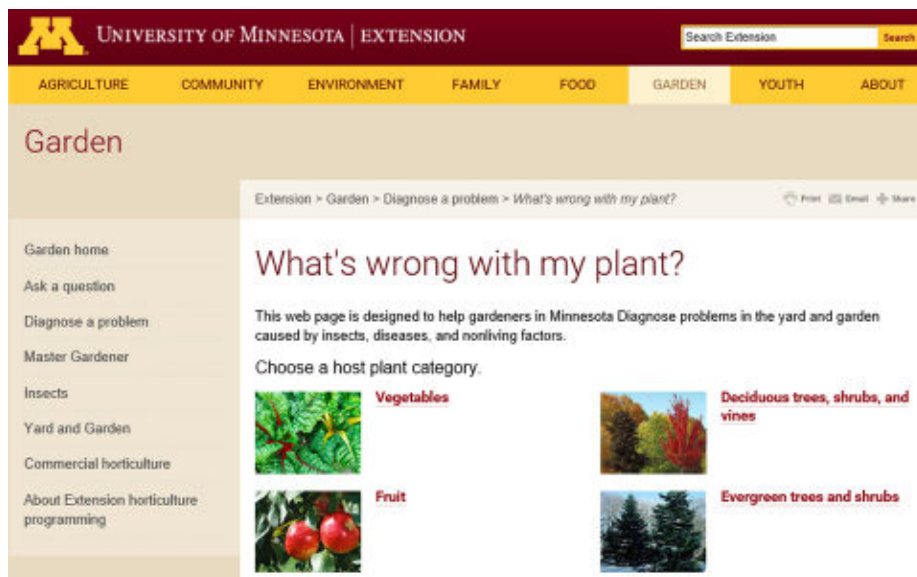 UNIVERSITY OF MINNESOTA | EXTENSION
Search Extension
Search
AGRICULTURE COMMUNITY ENVIRONMENT FAMILY FOOD GARDEN YOUTH ABOUT
Garden
Extension > Garden > Diagnose a problem > What's wrong with my plant?
Print Email Share
Garden home
Ask a question
Diagnose a problem
Master Gardener
Insects
Yard and Garden
Commercial horticulture
About Extension horticulture
programming
What's wrong with my plant?
This web page is designed to help gardeners in Minnesota Diagnose problems in the yard and garden
caused by insects, diseases, and nonliving factors.
Choose a host plant category.
Vegetables
Deciduous trees, shrubs, and
vines
Fruit
Evergreen trees and shrubs